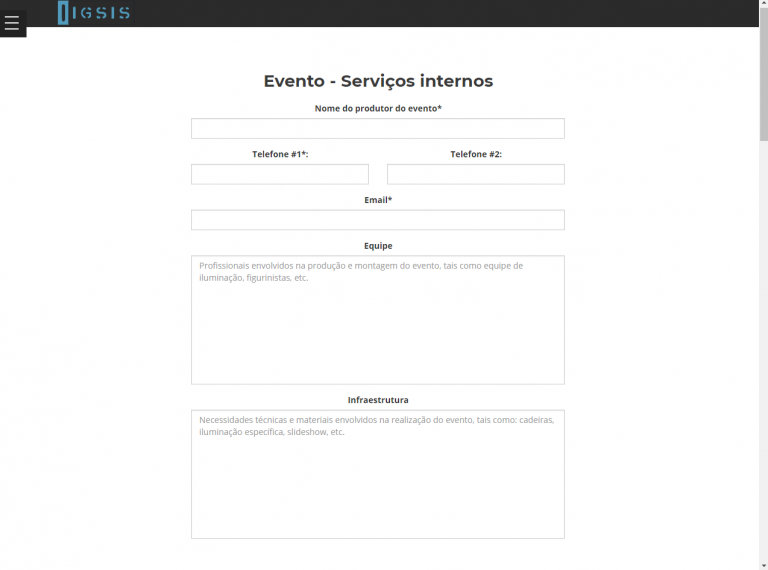 IGSIS
Evento - Serviços internos
Nome do produtor do evento*
Telefone #1*: Telefone #2:
Email*
Equipe
Profissionais envolvidos na produção e montagem do evento, tais como equipe de
iluminação, figurinistas, etc.
Infraestrutura
Necessidades técnicas e materiais envolvidos na realização do evento, tais como: cadeiras,
iluminação específica, slideshow, etc.